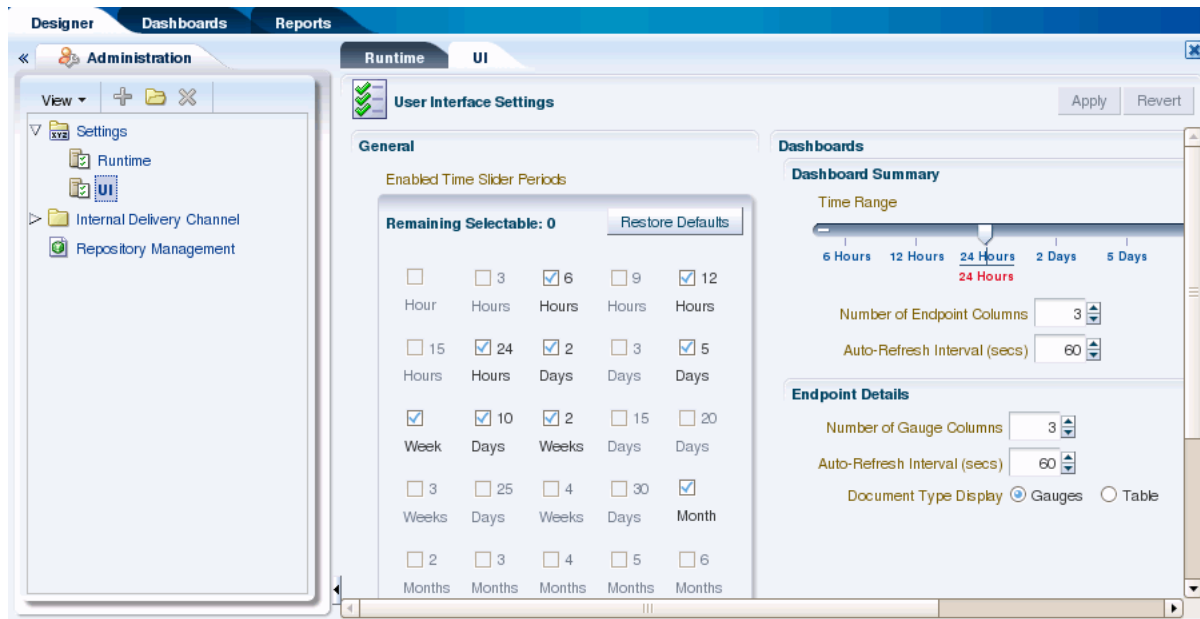 Designer Dashboards Reports
« Administration
Runtime UI
View
XYZ Settings
Runtime
UI
Internal Delivery Channel
Repository Management
User Interface Settings
Apply Revert
General
Enabled Time Slider Periods
Remaining Selectable: 0 Restore Defaults
Hour
3 Hours
6 Hours
9 Hours
12 Hours
15 Hours
24 Hours
2 Days
3 Days
5 Days
Week
10 Days
2 Weeks
15 Days
20 Days
3 Weeks
25 Days
4 Weeks
30 Days
Month
2 Months
3 Months
4 Months
5 Months
6 Months
Dashboards
Dashboard Summary
Time Range
6 Hours 12 Hours 24 Hours 2 Days 5 Days
24 Hours
Number of Endpoint Columns 3
Auto-Refresh Interval (secs) 60
Endpoint Details
Number of Gauge Columns 3
Auto-Refresh Interval (secs) 60
Document Type Display Gauges Table